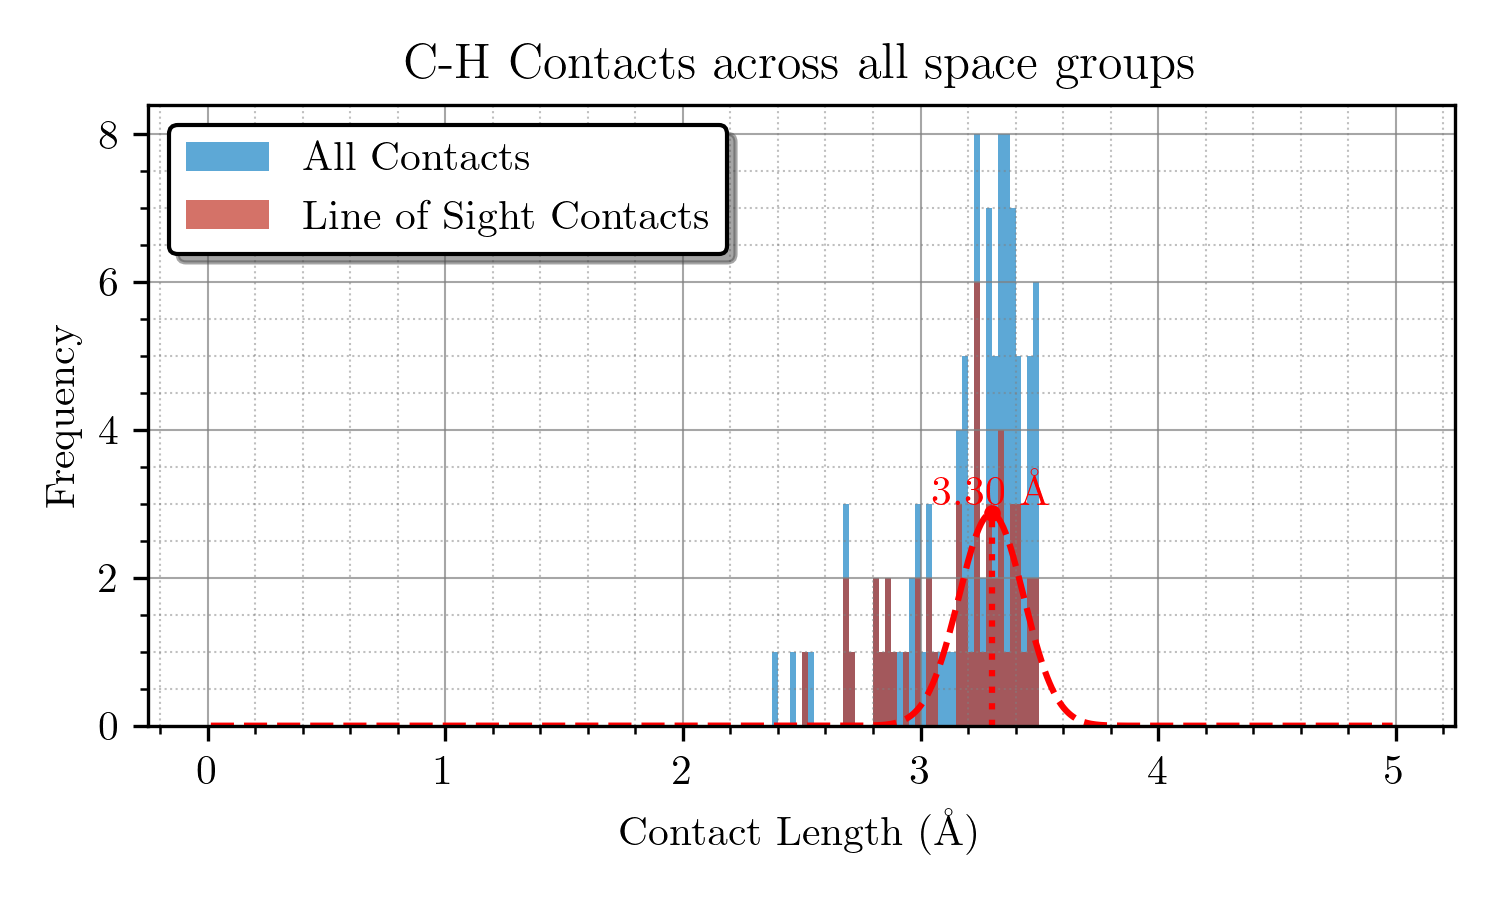 C-H Contacts across all space groups
All Contacts
Line of Sight Contacts
8
6
4
2
0
Frequency
3.30 Å
0 1 2 3 4 5
Contact Length (Å)